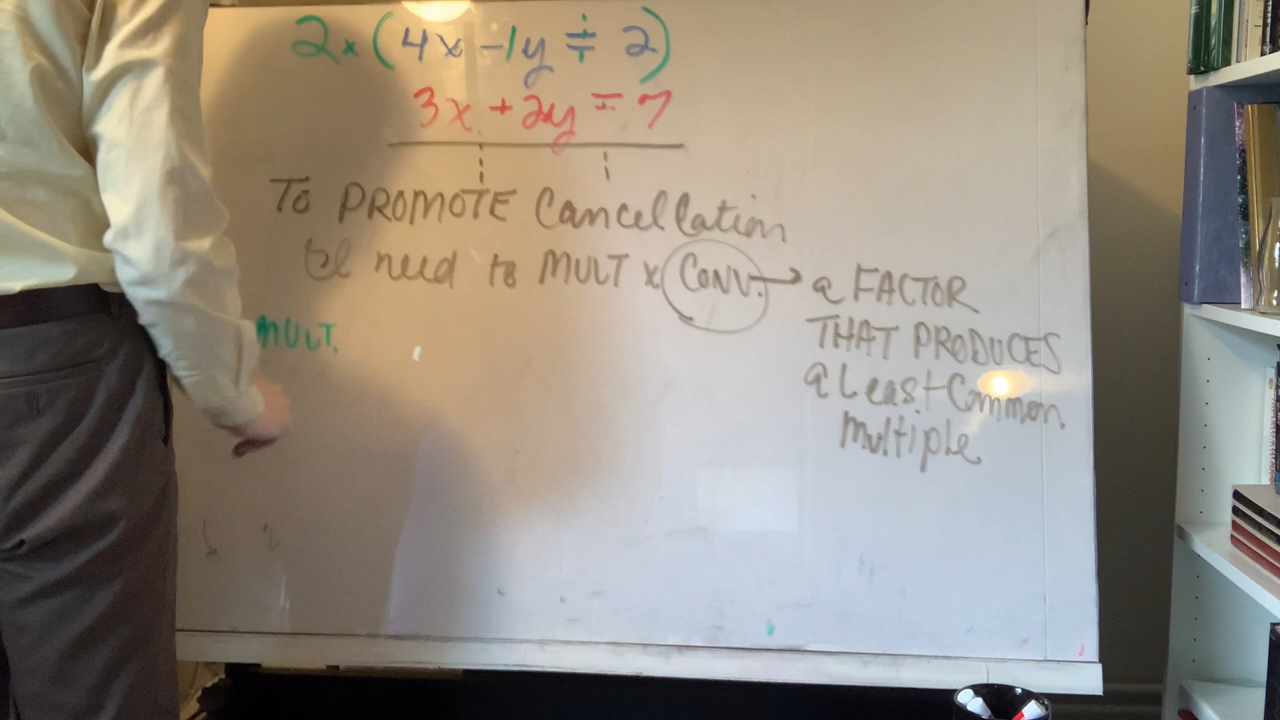 2x(4x -1y = 2)
3x + 2y = 7
To PROMOTE Cancellation
I need to MULT x CONV. → a FACTOR
THAT PRODUCES
a Least Common
multiple
MULT.